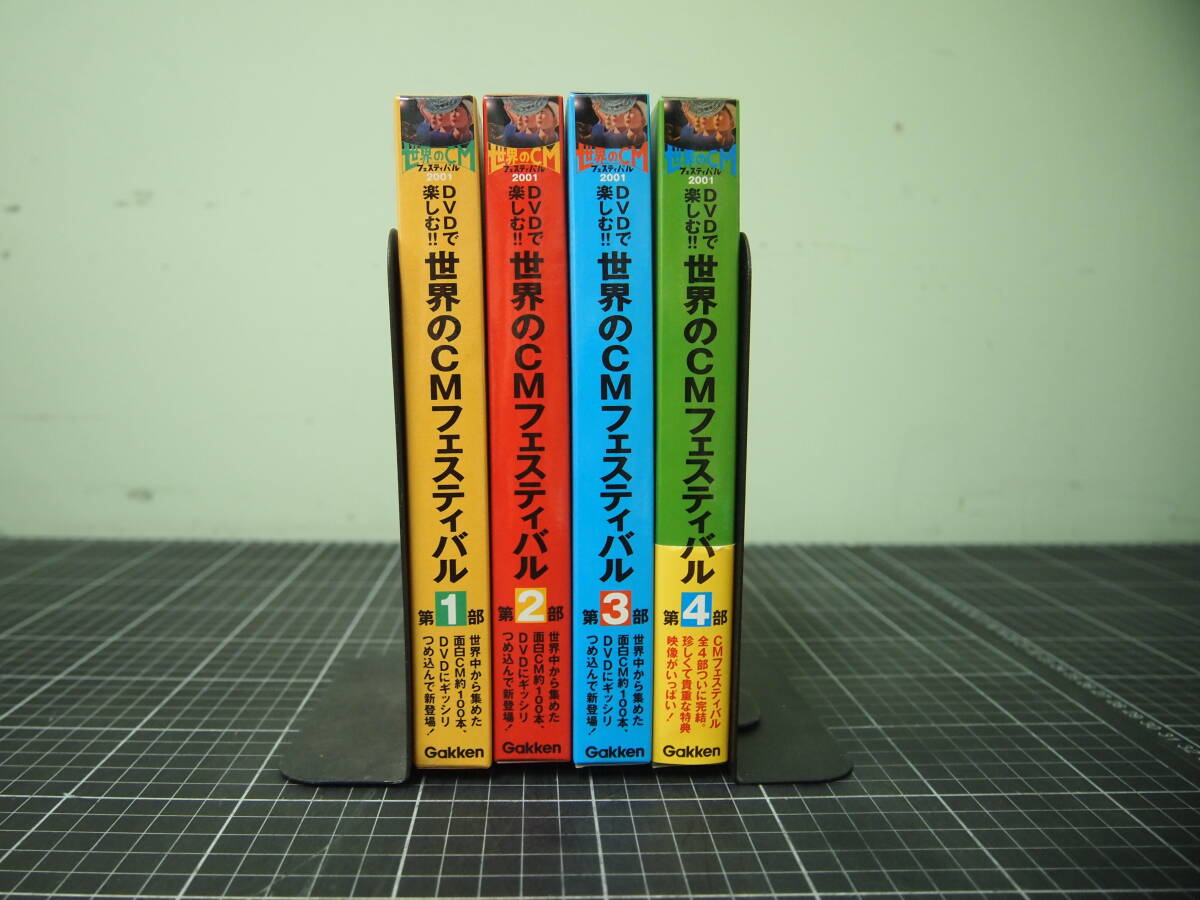 世界のCM
フェスティバル
2001
DVDで
楽しむ!!
世界のCMフェスティバル
第1部
世界中から集めた
面白CM約100本、
DVDにギッシリ
つめ込んで新登場!
Gakken
世界のCM
フェスティバル
2001
DVDで
楽しむ!!
世界のCMフェスティバル
第2部
世界中から集めた
面白CM約100本、
DVDにギッシリ
つめ込んで新登場!
Gakken
世界のCM
フェスティバル
2001
DVDで
楽しむ!!
世界のCMフェスティバル
第3部
世界中から集めた
面白CM約100本、
DVDにギッシリ
つめ込んで新登場!
Gakken
世界のCM
フェスティバル
2001
DVDで
楽しむ!!
世界のCMフェスティバル
第4部
CMフェスティバル
全4部ついに完結。
珍しくて貴重な特典
映像がいっぱい!
Gakken